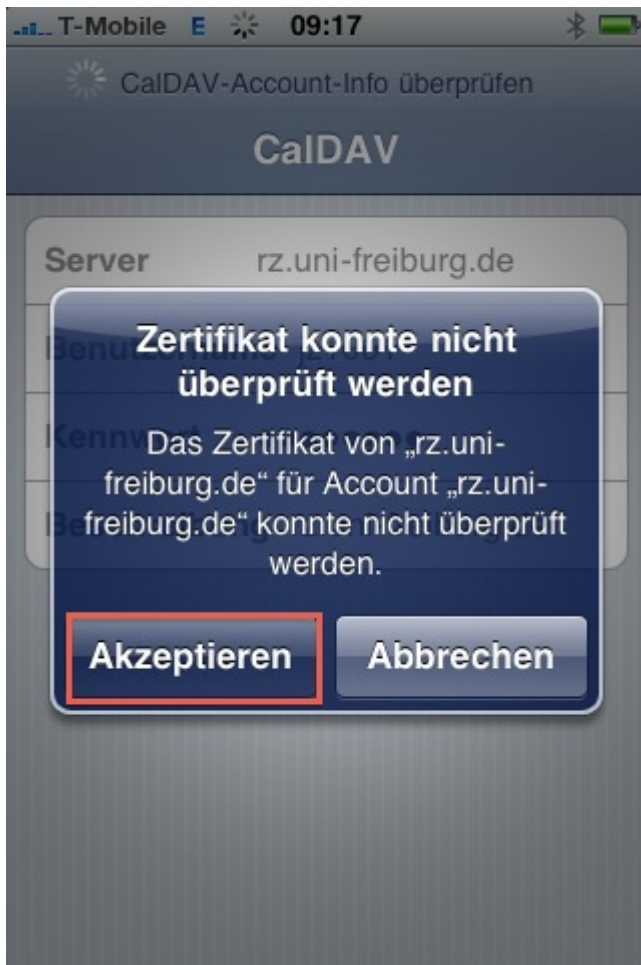 T-Mobile E 09:17
CalDAV-Account-Info überprüfen
CalDAV
Server rz.uni-freiburg.de
Zertifikat konnte nicht
überprüft werden
Das Zertifikat von „rz.uni-
freiburg.de“ für Account „rz.uni-
freiburg.de“ konnte nicht überprüft
werden.
Akzeptieren Abbrechen